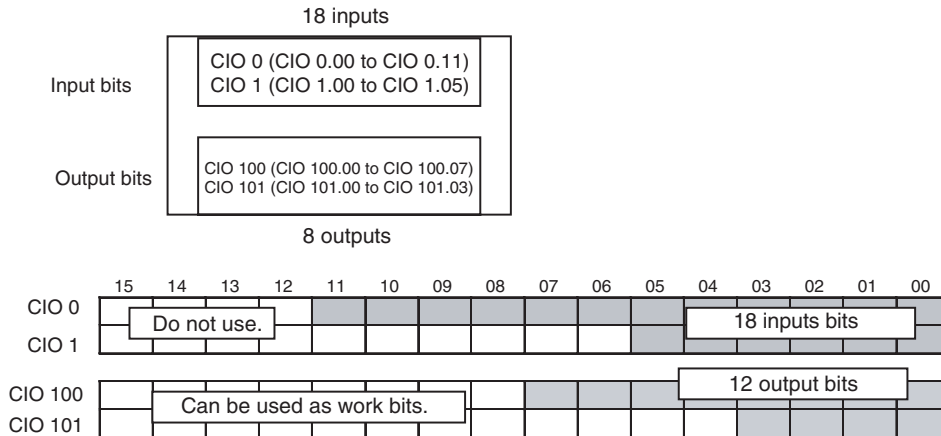 18 inputs
Input bits
CIO 0 (CIO 0.00 to CIO 0.11)
CIO 1 (CIO 1.00 to CIO 1.05)
Output bits
CIO 100 (CIO 100.00 to CIO 100.07)
CIO 101 (CIO 101.00 to CIO 101.03)
8 outputs
15 14 13 12 11 10 09 08 07 06 05 04 03 02 01 00
CIO 0
Do not use.
18 inputs bits
CIO 1
CIO 100
12 output bits
Can be used as work bits.
CIO 101